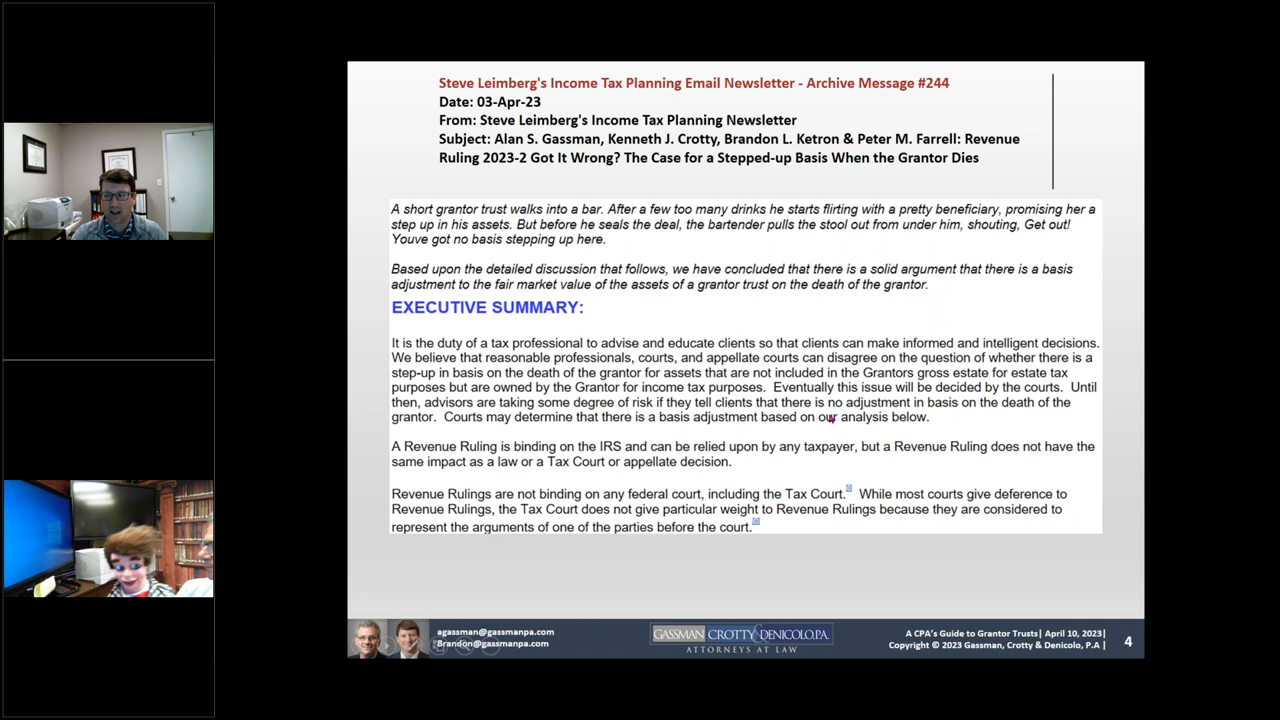 Steve Leimberg's Income Tax Planning Email Newsletter - Archive Message #244
Date: 03-Apr-23
From: Steve Leimberg's Income Tax Planning Newsletter
Subject: Alan S. Gassman, Kenneth J. Crotty, Brandon L. Ketron & Peter M. Farrell: Revenue
Ruling 2023-2 Got It Wrong? The Case for a Stepped-up Basis When the Grantor Dies
A short grantor trust walks into a bar. After a few too many drinks he starts flirting with a pretty beneficiary, promising her a
step up in his assets. But before he seals the deal, the bartender pulls the stool out from under him, shouting, Get out!
Youve got no basis stepping up here.
Based upon the detailed discussion that follows, we have concluded that there is a solid argument that there is a basis
adjustment to the fair market value of the assets of a grantor trust on the death of the grantor.
EXECUTIVE SUMMARY:
It is the duty of a tax professional to advise and educate clients so that clients can make informed and intelligent decisions.
We believe that reasonable professionals, courts, and appellate courts can disagree on the question of whether there is a
step-up in basis on the death of the grantor for assets that are not included in the Grantors gross estate for estate tax
purposes but are owned by the Grantor for income tax purposes. Eventually this issue will be decided by the courts. Until
then, advisors are taking some degree of risk if they tell clients that there is no adjustment in basis on the death of the
grantor. Courts may determine that there is a basis adjustment based on our analysis below.
A Revenue Ruling is binding on the IRS and can be relied upon by any taxpayer, but a Revenue Ruling does not have the
same impact as a law or a Tax Court or appellate decision.
Revenue Rulings are not binding on any federal court, including the Tax Court. While most courts give deference to
Revenue Rulings, the Tax Court does not give particular weight to Revenue Rulings because they are considered to
represent the arguments of one of the parties before the court.
agassman@gassmanpa.com
Brandon@gassmanpa.com
GASSMAN CROTTY & DENICOLO, P.A.
ATTORNEYS AT LAW
A CPA's Guide to Grantor Trusts| April 10, 2023|
Copyright © 2023 Gassman, Crotty & Denicolo, P.A |
4